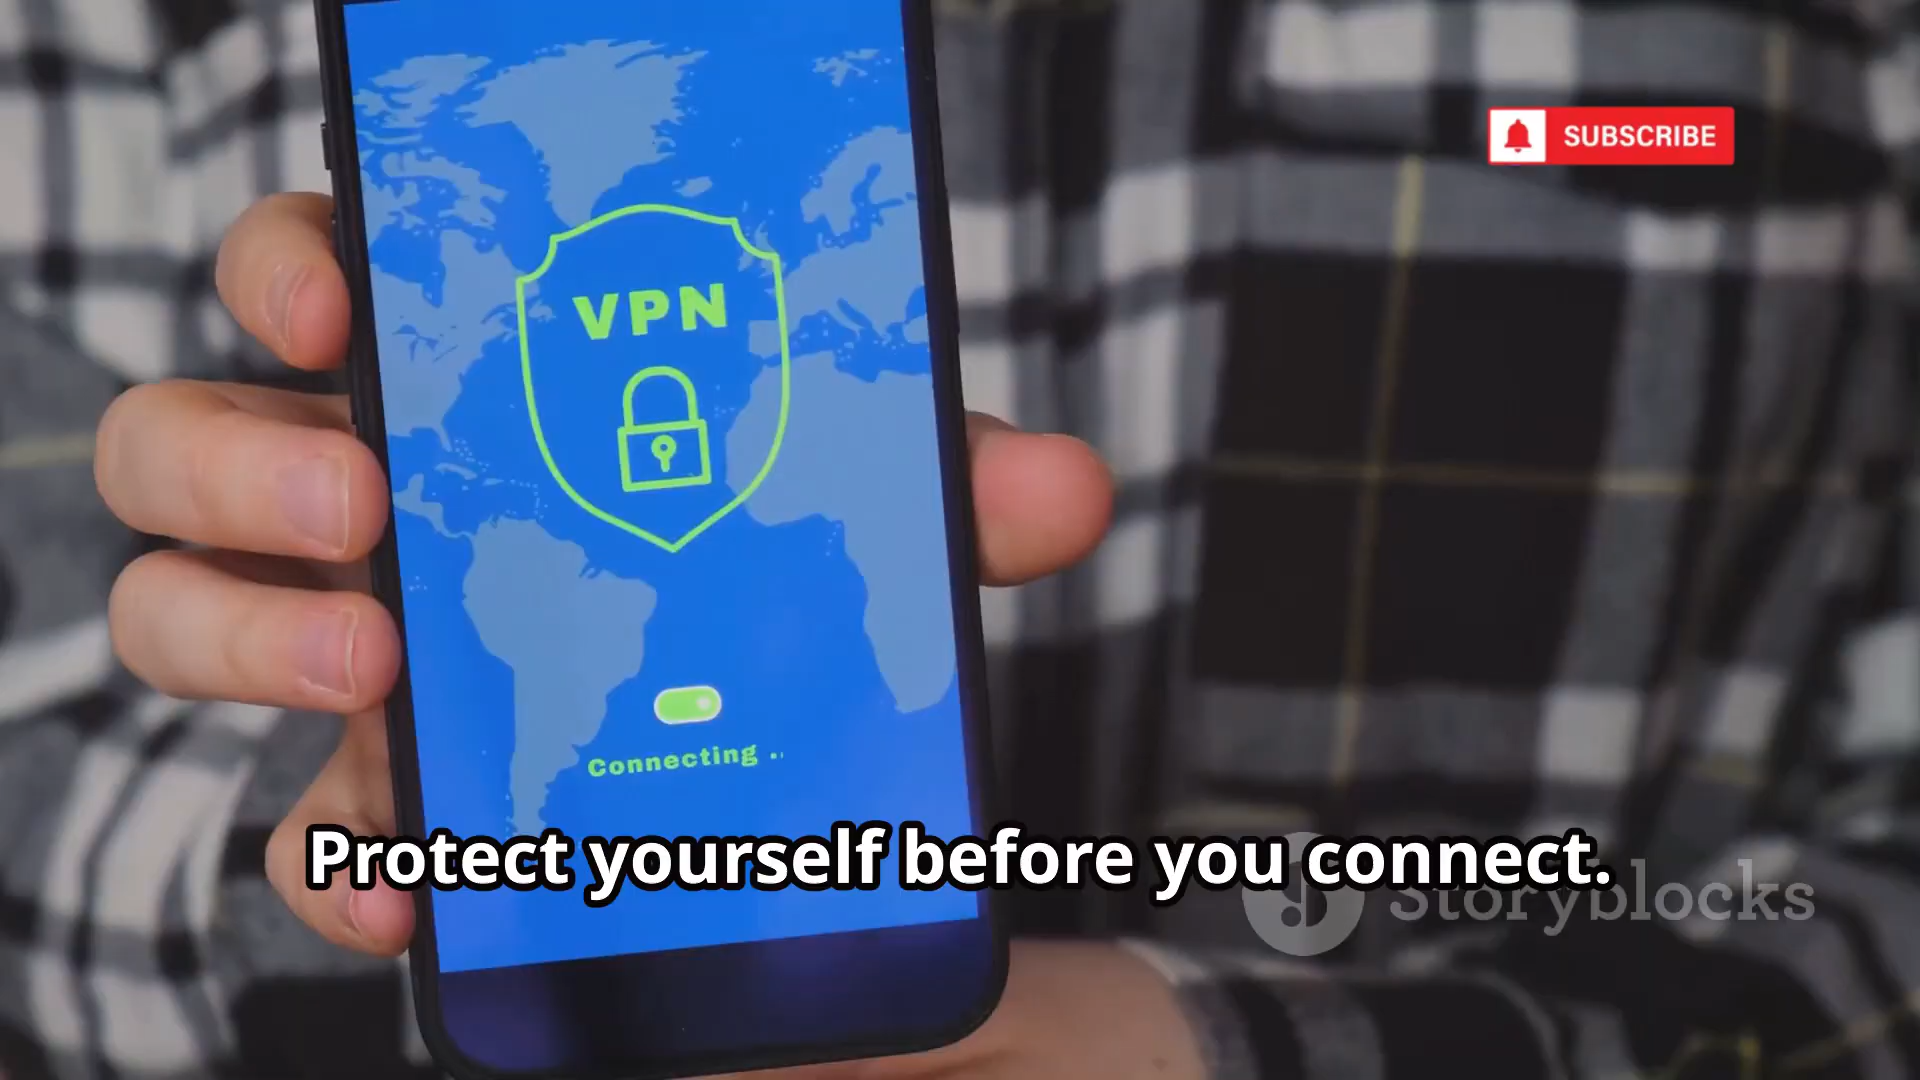 SUBSCRIBE
VPN
Connecting ..
Protect yourself before you connect.
Storyblocks